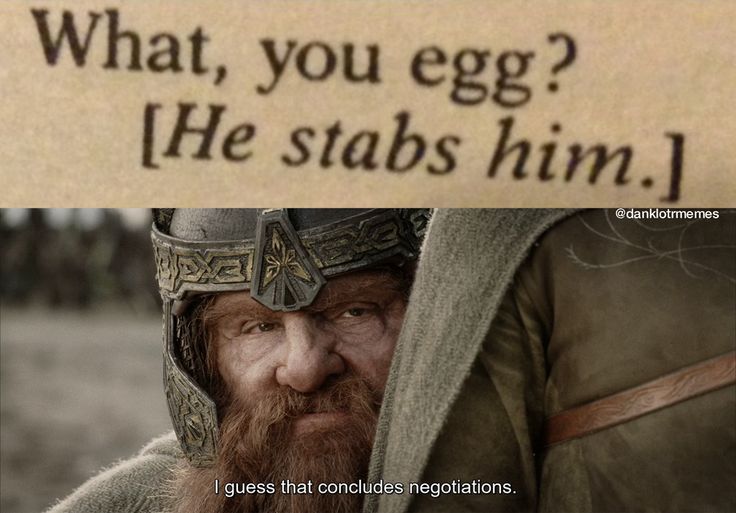 What, you egg?
[He stabs him.]
@danklotrmemes
I guess that concludes negotiations.